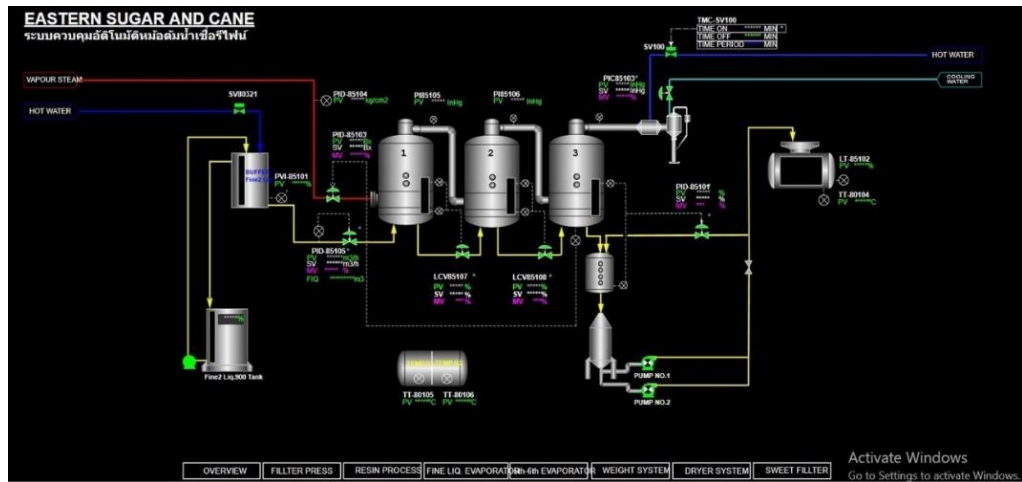 EASTERN SUGAR AND CANE
ระบบควบคุมอัติโนมัติหม้อต้มน้ำเชื่อรีไฟน์
TMC-SV100
TIME ON ***** MIN *
TIME OFF ***** MIN
TIME PERIOD MIN
SV100
HOT WATER
VAPOUR STEAM
COOLING
WATER
PID-85104
PV kg/cm2
PI85105
PV InHg
PI85106
PV InHg
PIC85103*
PV InHg
SV InHg
MV %
SV80321
HOT WATER
PID-85103
PV Bx
SV Bx
MV %
1
2
3
BUFFER
Fine2
PVI-85101
PV %
LT-85102
PV %
TT-80104
PV °C
PID-85101
PV %
SV %
MV %
PID-85105*
PV m3/h
SV m3/h
MV %
FIQ m3
LCV85107 *
PV %
SV %
MV %
LCV85108 *
PV %
SV %
MV %
%
Fine2 Liq.900 Tank
TT-80105
PV °C
TT-80106
PV °C
PUMP NO.1
PUMP NO.2
OVERVIEW
FILLTER PRESS
RESIN PROCESS
FINE LIQ. EVAPORATOR
EVAPORATOR
WEIGHT SYSTEM
DRYER SYSTEM
SWEET FILLTER
Activate Windows
Go to Settings to activate Windows.